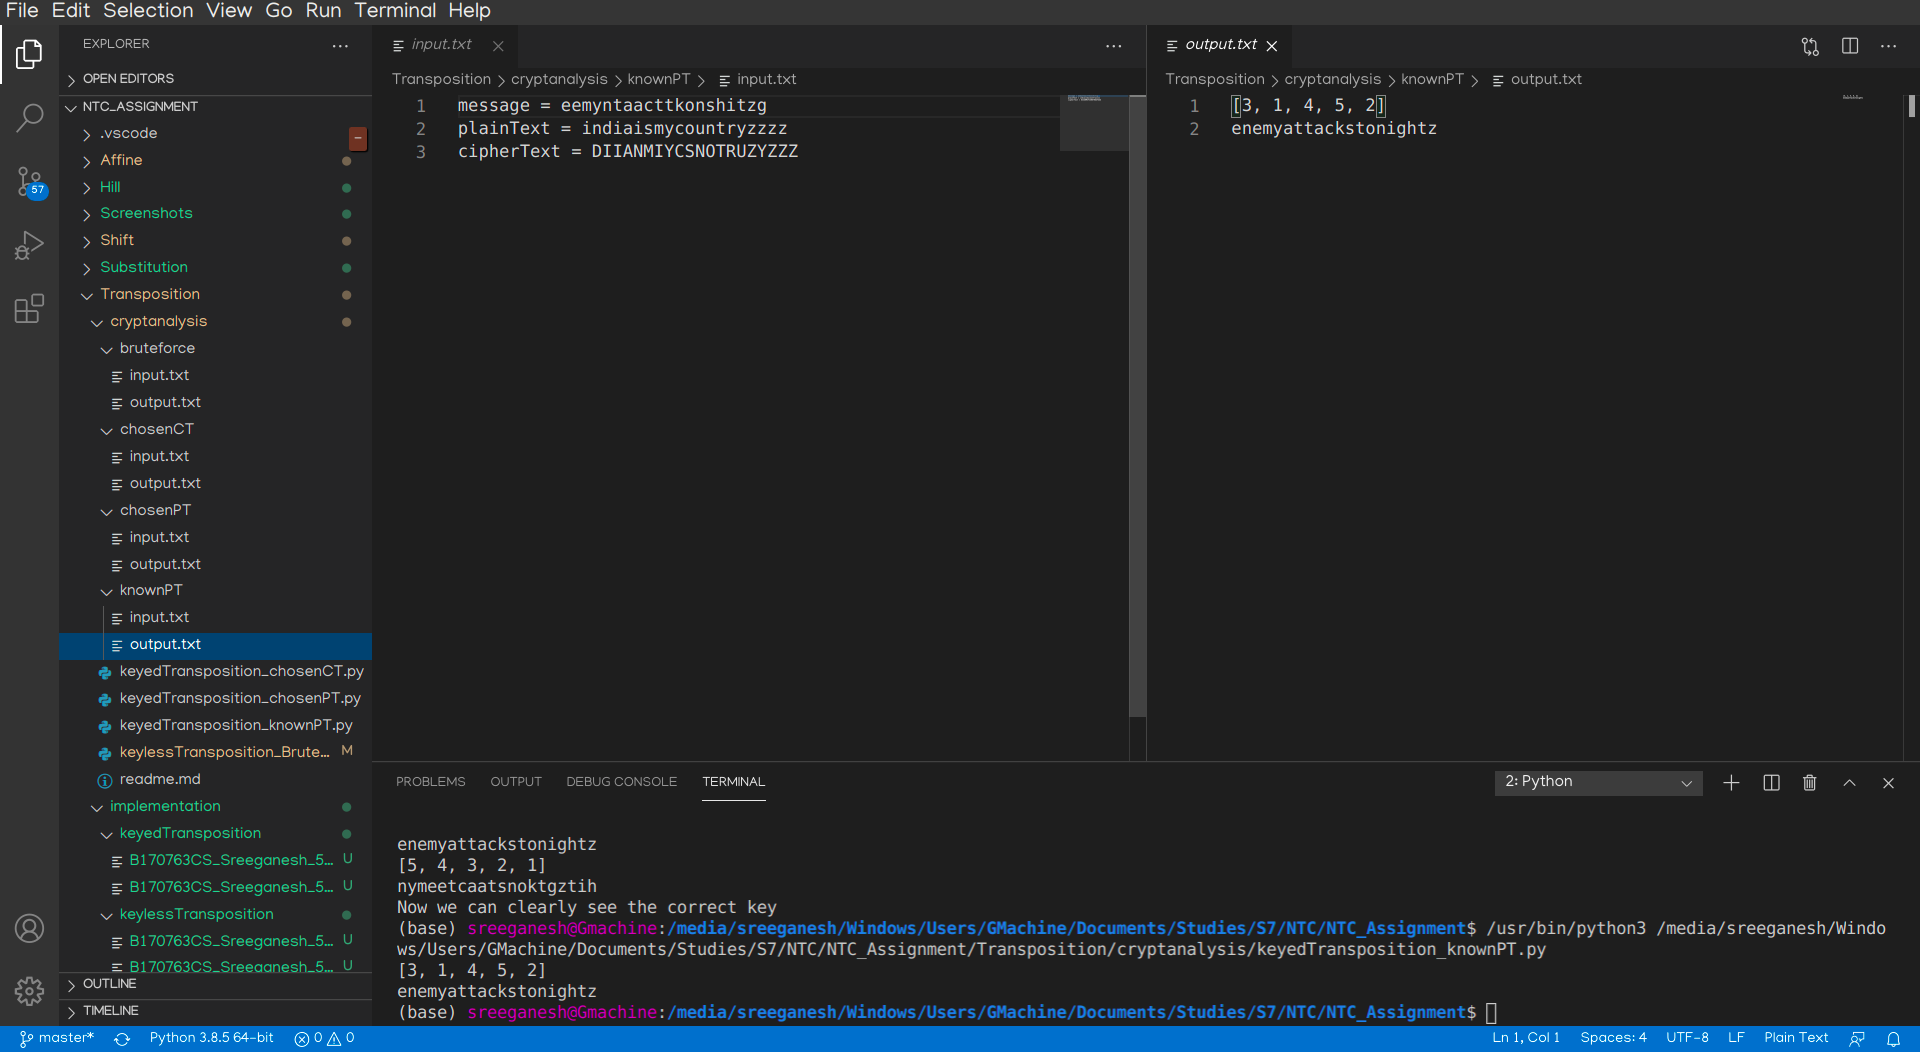 File Edit Selection View Go Run Terminal Help
EXPLORER
OPEN EDITORS
NTC_ASSIGNMENT
.vscode
Affine
Hill
Screenshots
Shift
Substitution
Transposition
cryptanalysis
bruteforce
input.txt
output.txt
chosenCT
input.txt
output.txt
chosenPT
input.txt
output.txt
knownPT
input.txt
output.txt
keyedTransposition_chosenCT.py
keyedTransposition_chosenPT.py
keyedTransposition_knownPT.py
keylessTransposition_Brute... M
readme.md
implementation
keyedTransposition
B170763CS_Sreeganesh_5... U
B170763CS_Sreeganesh_5... U
keylessTransposition
B170763CS_Sreeganesh_5... U
B170763CS_Sreeganesh_5... U
OUTLINE
TIMELINE
57
input.txt
Transposition > cryptanalysis > knownPT > input.txt
1 message = eemyntaacttkonshitzg
2 plainText = indiaismycountryzzzz
3 cipherText = DIIANMIYCSNOTRUZYZZZ
output.txt
Transposition > cryptanalysis > knownPT > output.txt
1 [3, 1, 4, 5, 2]
2 enemyattackstonightz
PROBLEMS OUTPUT DEBUG CONSOLE TERMINAL
2: Python
enemyattackstonightz
[5, 4, 3, 2, 1]
nymeetcaatsnoktgztih
Now we can clearly see the correct key
(base) sreeganesh@Gmachine:/media/sreeganesh/Windows/Users/GMachine/Documents/Studies/S7/NTC/NTC_Assignment$ /usr/bin/python3 /media/sreeganesh/Windo
ws/Users/GMachine/Documents/Studies/S7/NTC/NTC_Assignment/Transposition/cryptanalysis/keyedTransposition_knownPT.py
[3, 1, 4, 5, 2]
enemyattackstonightz
(base) sreeganesh@Gmachine:/media/sreeganesh/Windows/Users/GMachine/Documents/Studies/S7/NTC/NTC_Assignment$
master* Python 3.8.5 64-bit 0 0 Ln 1, Col 1 Spaces: 4 UTF-8 LF Plain Text